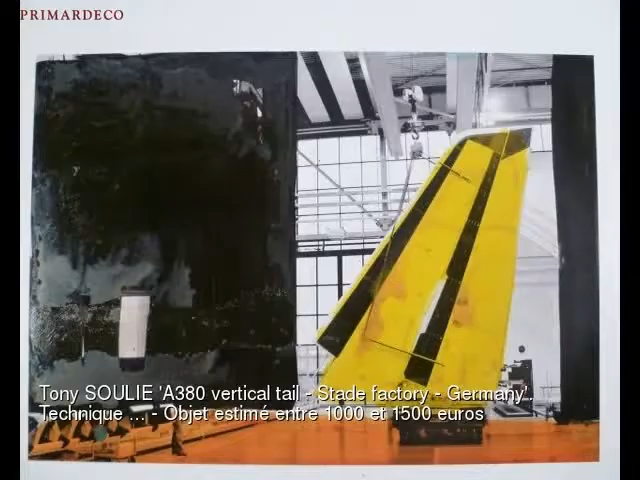 PRIMARDECO
Tony SOULIE 'A380 vertical tail - Stade factory - Germany'.
Technique ... - Objet estimé entre 1000 et 1500 euros